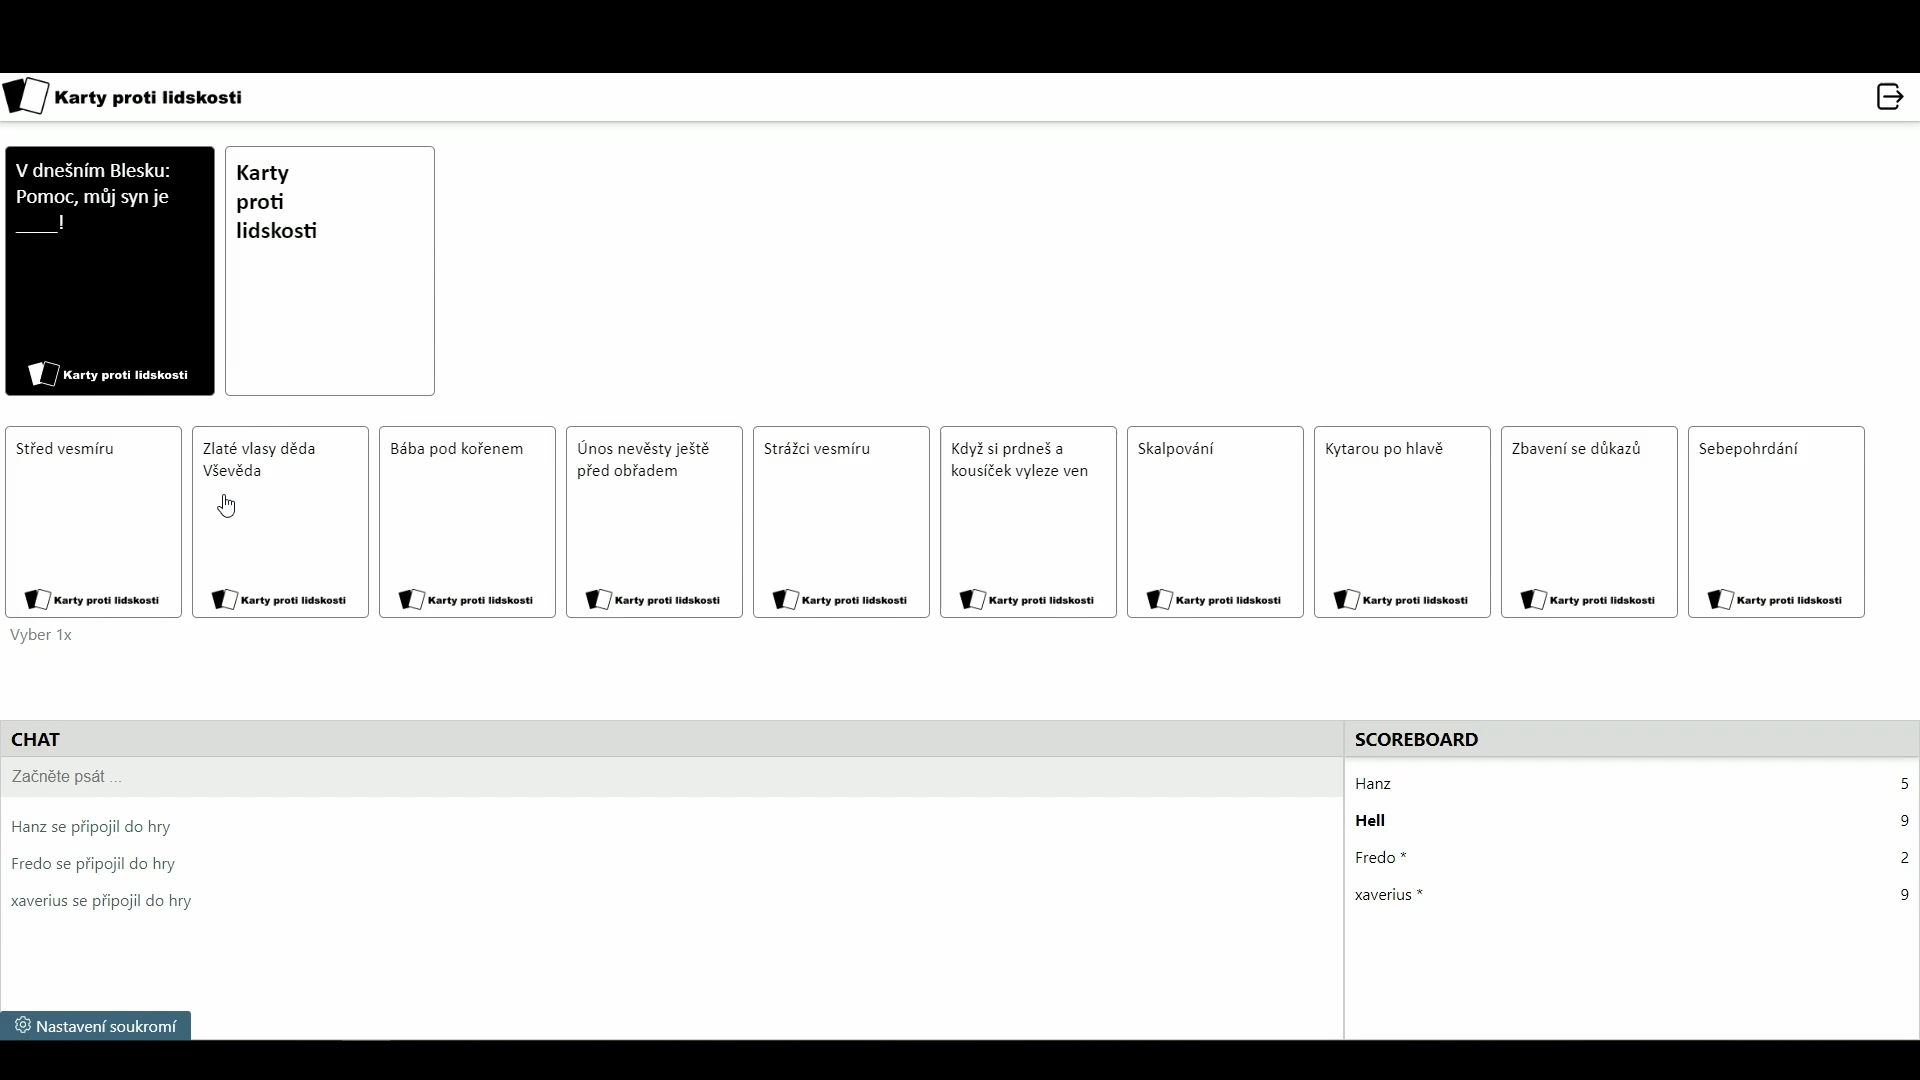 Karty proti lidskosti
V dnešním Blesku:
Pomoc, můj syn je
____!
Karty proti lidskosti
Karty
proti
lidskosti
Střed vesmíru
Karty proti lidskosti
Zlaté vlasy děda
Vševěda
Karty proti lidskosti
Bába pod kořenem
Karty proti lidskosti
Únos nevěsty ještě
před obřadem
Karty proti lidskosti
Strážci vesmíru
Karty proti lidskosti
Když si prdneš a
kousíček vyleze ven
Karty proti lidskosti
Skalpování
Karty proti lidskosti
Kytarou po hlavě
Karty proti lidskosti
Zbavení se důkazů
Karty proti lidskosti
Sebepohrdání
Karty proti lidskosti
Vyber 1x
CHAT
Začněte psát ...
Hanz se připojil do hry
Fredo se připojil do hry
xaverius se připojil do hry
Nastavení soukromí
SCOREBOARD
Hanz 5
Hell 9
Fredo * 2
xaverius * 9